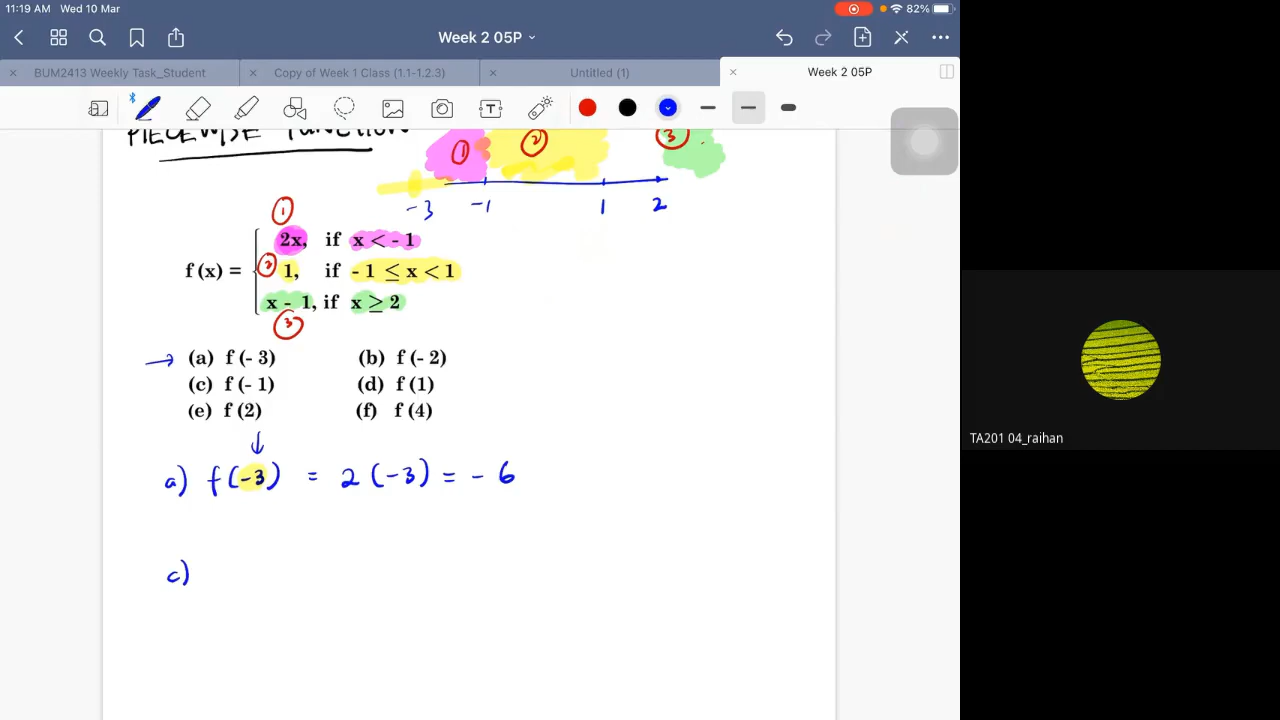 11:19 AM Wed 10 Mar
82%
Week 2 05P
BUM2413 Weekly Task_Student
Copy of Week 1 Class (1.1-1.2.3)
Untitled (1)
Week 2 05P
PIECEWISE FUNCTION
1 2 3
-3 -1 1 2
1
2x, if x < - 1
f (x) = 2 1, if - 1 ≤ x < 1
x - 1, if x ≥ 2
3
→ (a) f (- 3) (b) f (- 2)
(c) f (- 1) (d) f (1)
(e) f (2) (f) f (4)
↓
a) f(-3) = 2 (-3) = - 6
c)
TA201 04_raihan